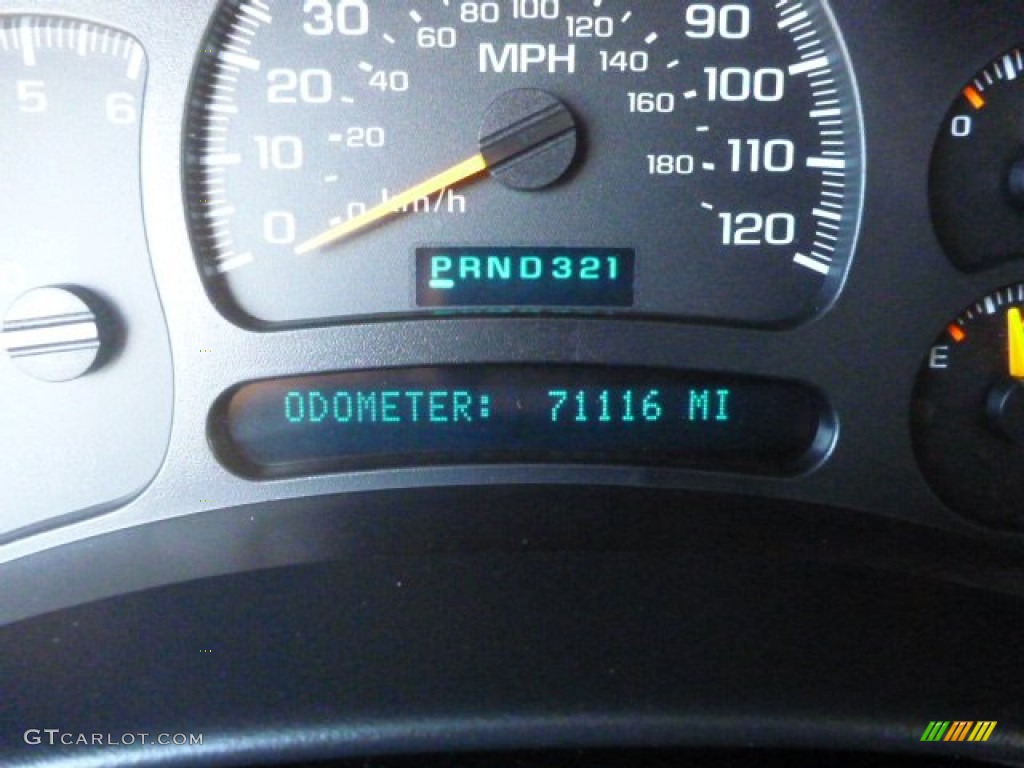 30 80 100 90
60 120
5 MPH 140
6 20 40 100
160 0
20
10 180 110
0 0 km/h 120
PRND321
E
ODOMETER: 71116 MI
GTCARLOT.COM